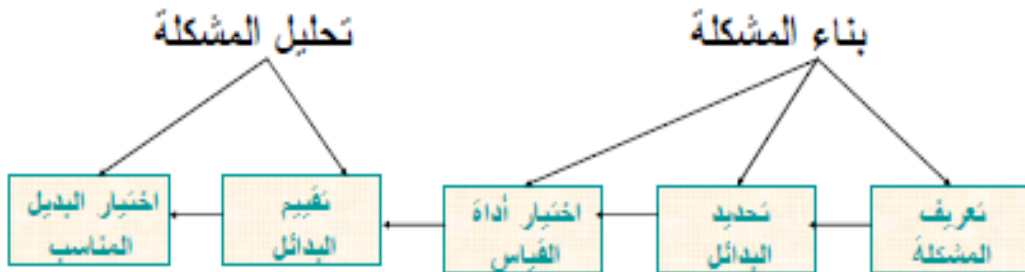 بناء المشكلة
تحليل المشكلة
تعريف
المشكلة
تحديد
البدائل
اختيار أداة
القياس
تقييم
البدائل
اختيار البديل
المناسب